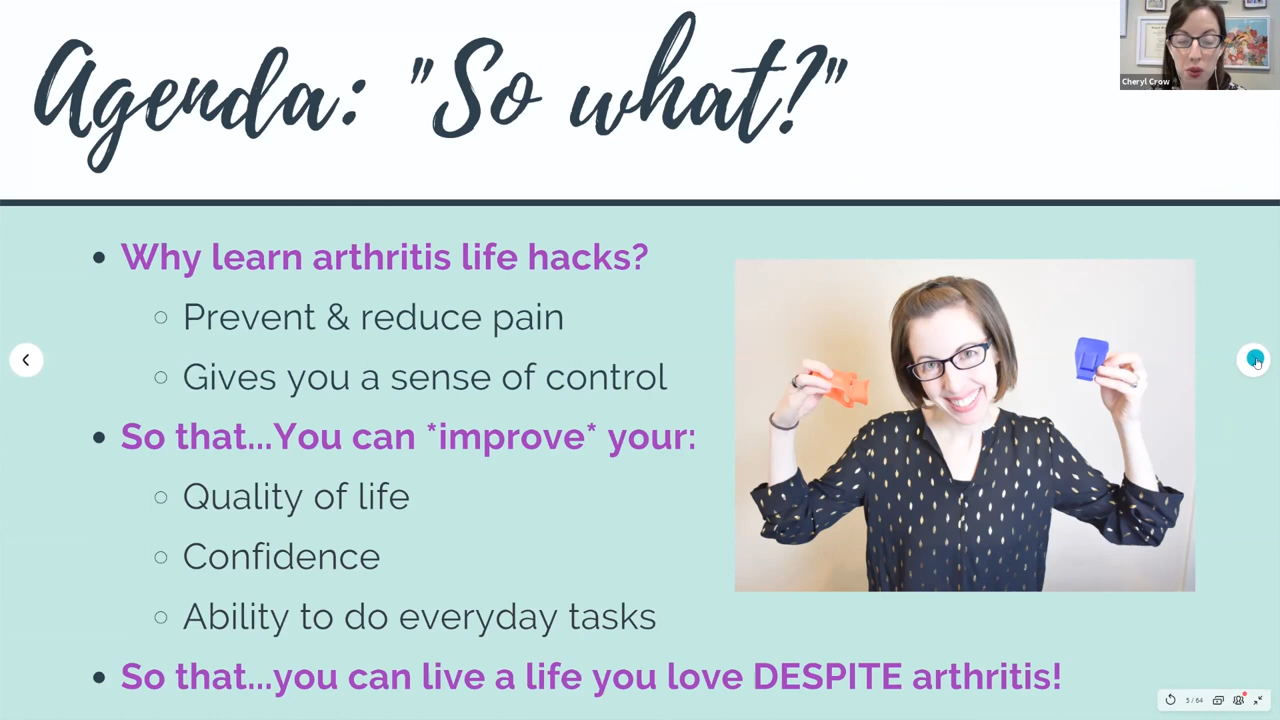 Agenda: "So what?"
Cheryl Crow
Why learn arthritis life hacks?
Prevent & reduce pain
Gives you a sense of control
So that...You can *improve* your:
Quality of life
Confidence
Ability to do everyday tasks
So that...you can live a life you love DESPITE arthritis!
5 / 64